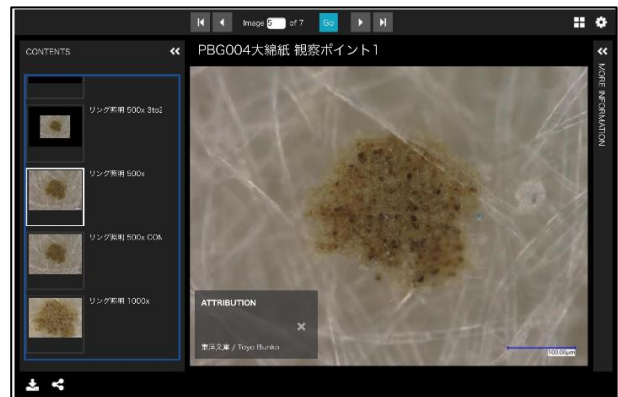 Image 5 of 7 Go
CONTENTS
PBG004大綿紙 観察ポイント1
MORE INFORMATION
リング照明 500x 3to2
リング照明 500x
リング照明 500x CON
リング照明 1000x
ATTRIBUTION
東洋文庫 / Toyo Bunko
100.00μm